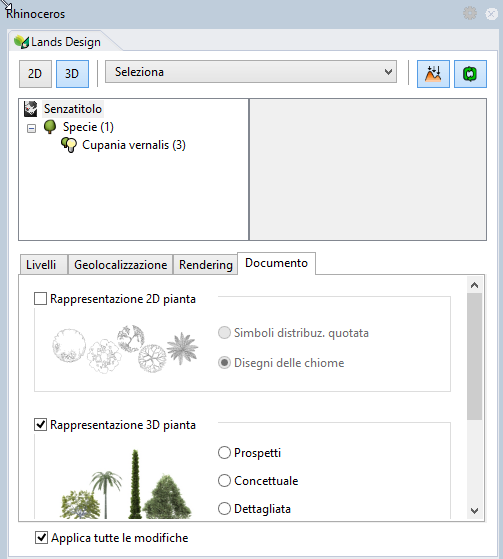 Rhinoceros
Lands Design
2D 3D Seleziona
Senzatitolo
Specie (1)
Cupania vernalis (3)
Livelli Geolocalizzazione Rendering Documento
Rappresentazione 2D pianta
Simboli distribuz. quotata
Disegni delle chiome
Rappresentazione 3D pianta
Prospetti
Concettuale
Dettagliata
Applica tutte le modifiche